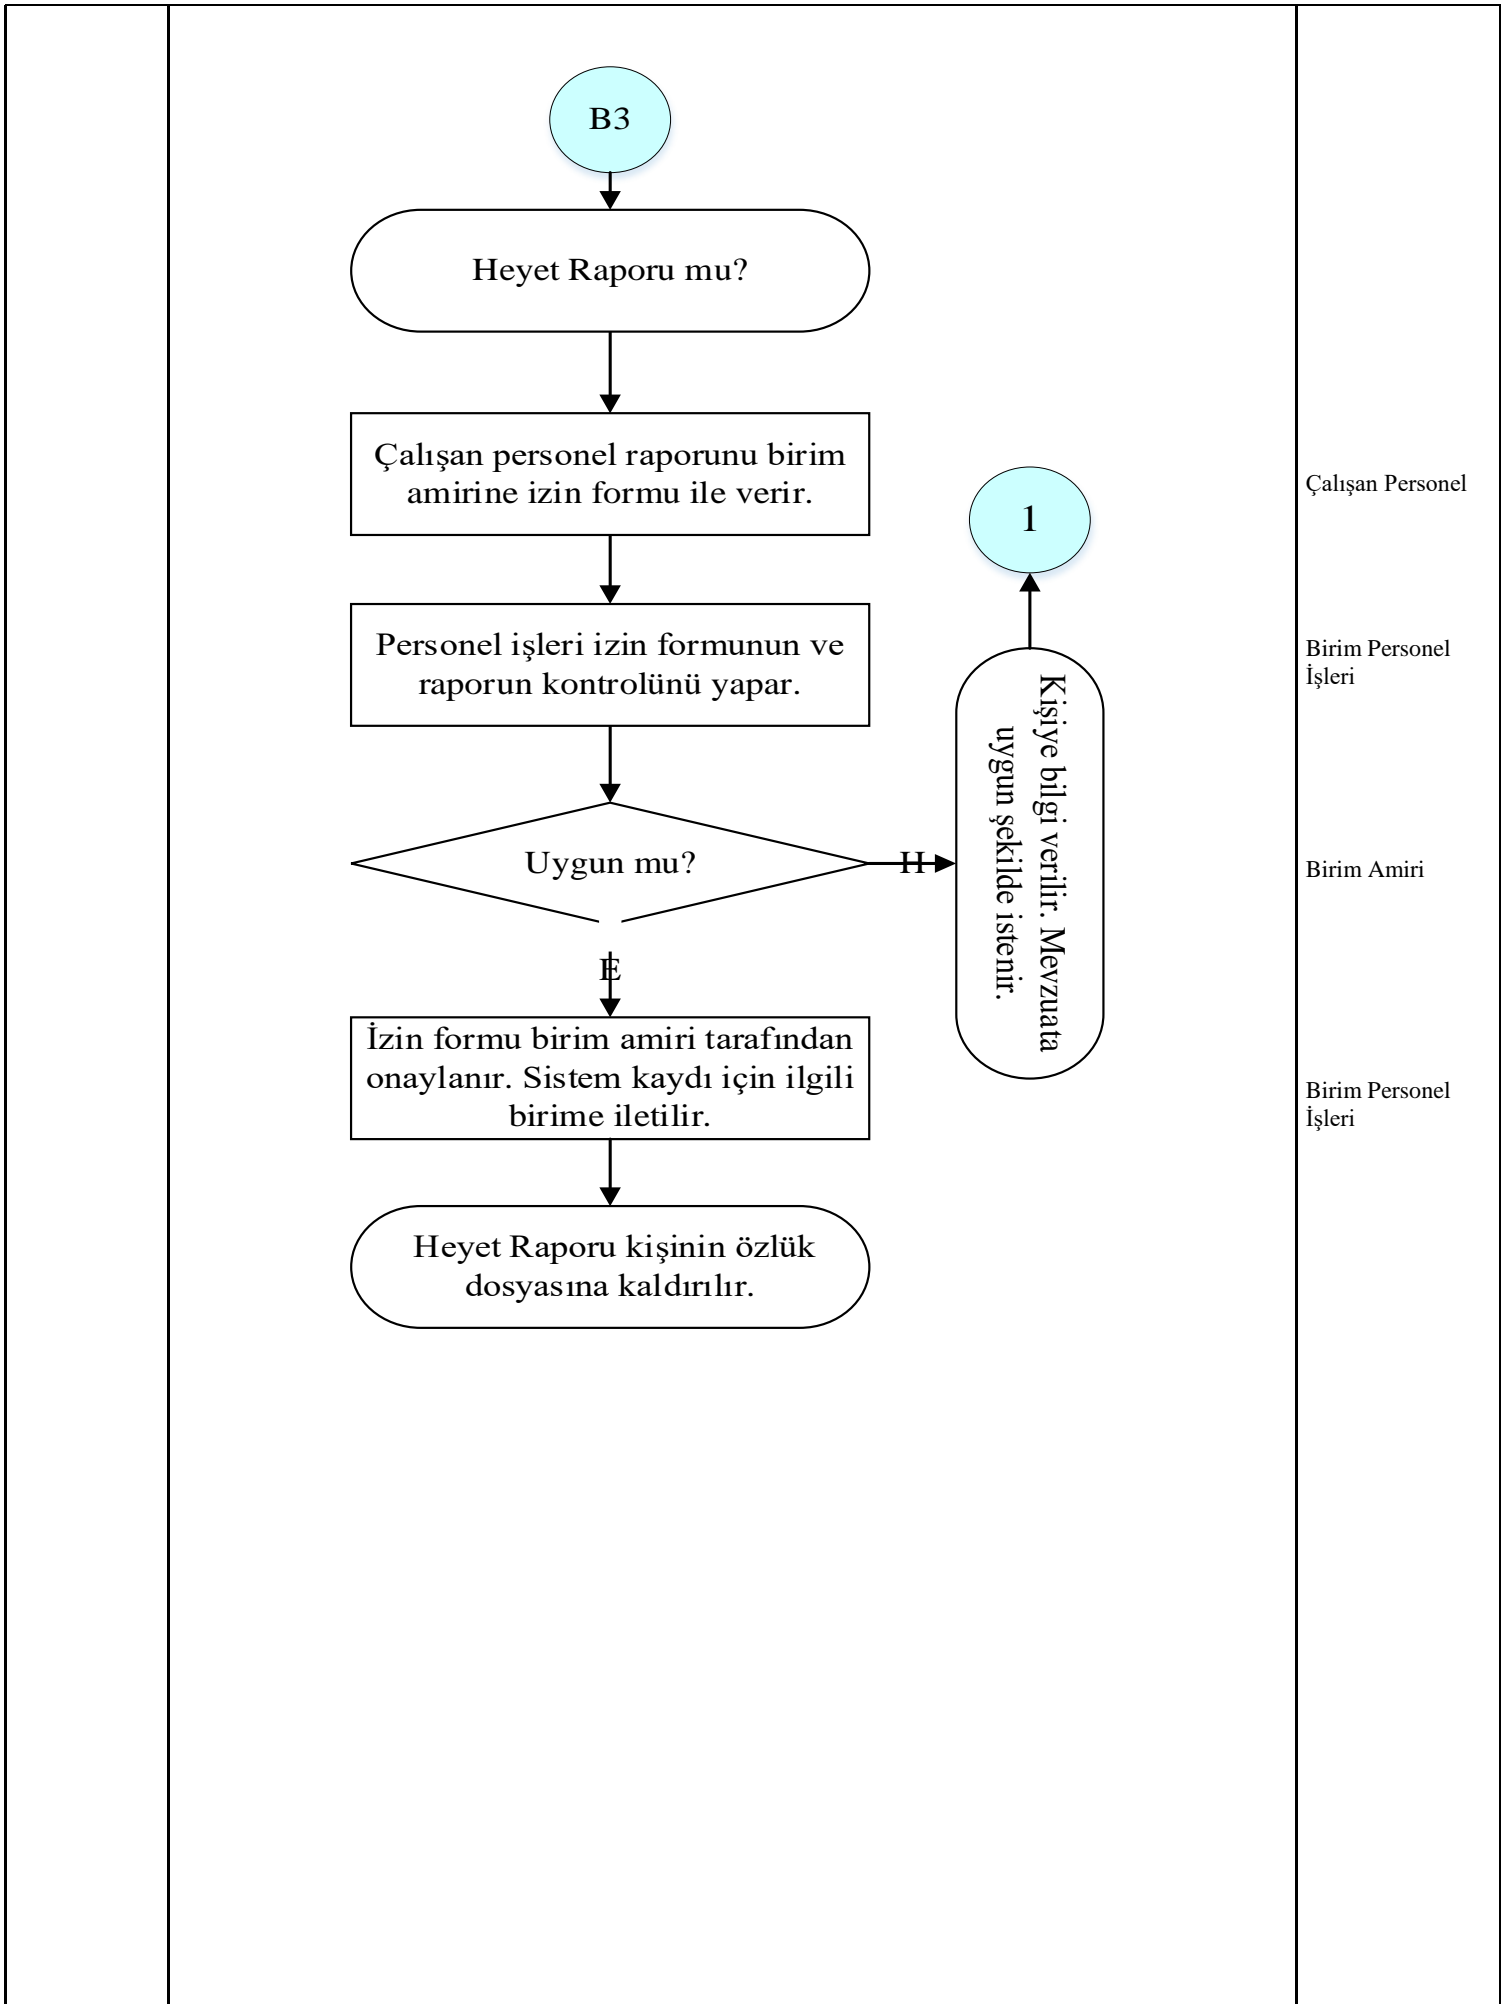 B3
Heyet Raporu mu?
Çalışan personel raporunu birim
amirine izin formu ile verir.
Çalışan Personel
1
Personel işleri izin formunun ve
raporun kontrolünü yapar.
Birim Personel
İşleri
Uygun mu?
H
Kişiye bilgi verilir. Mevzuata
uygun şekilde istenir.
Birim Amiri
E
İzin formu birim amiri tarafından
onaylanır. Sistem kaydı için ilgili
birime iletilir.
Birim Personel
İşleri
Heyet Raporu kişinin özlük
dosyasına kaldırılır.